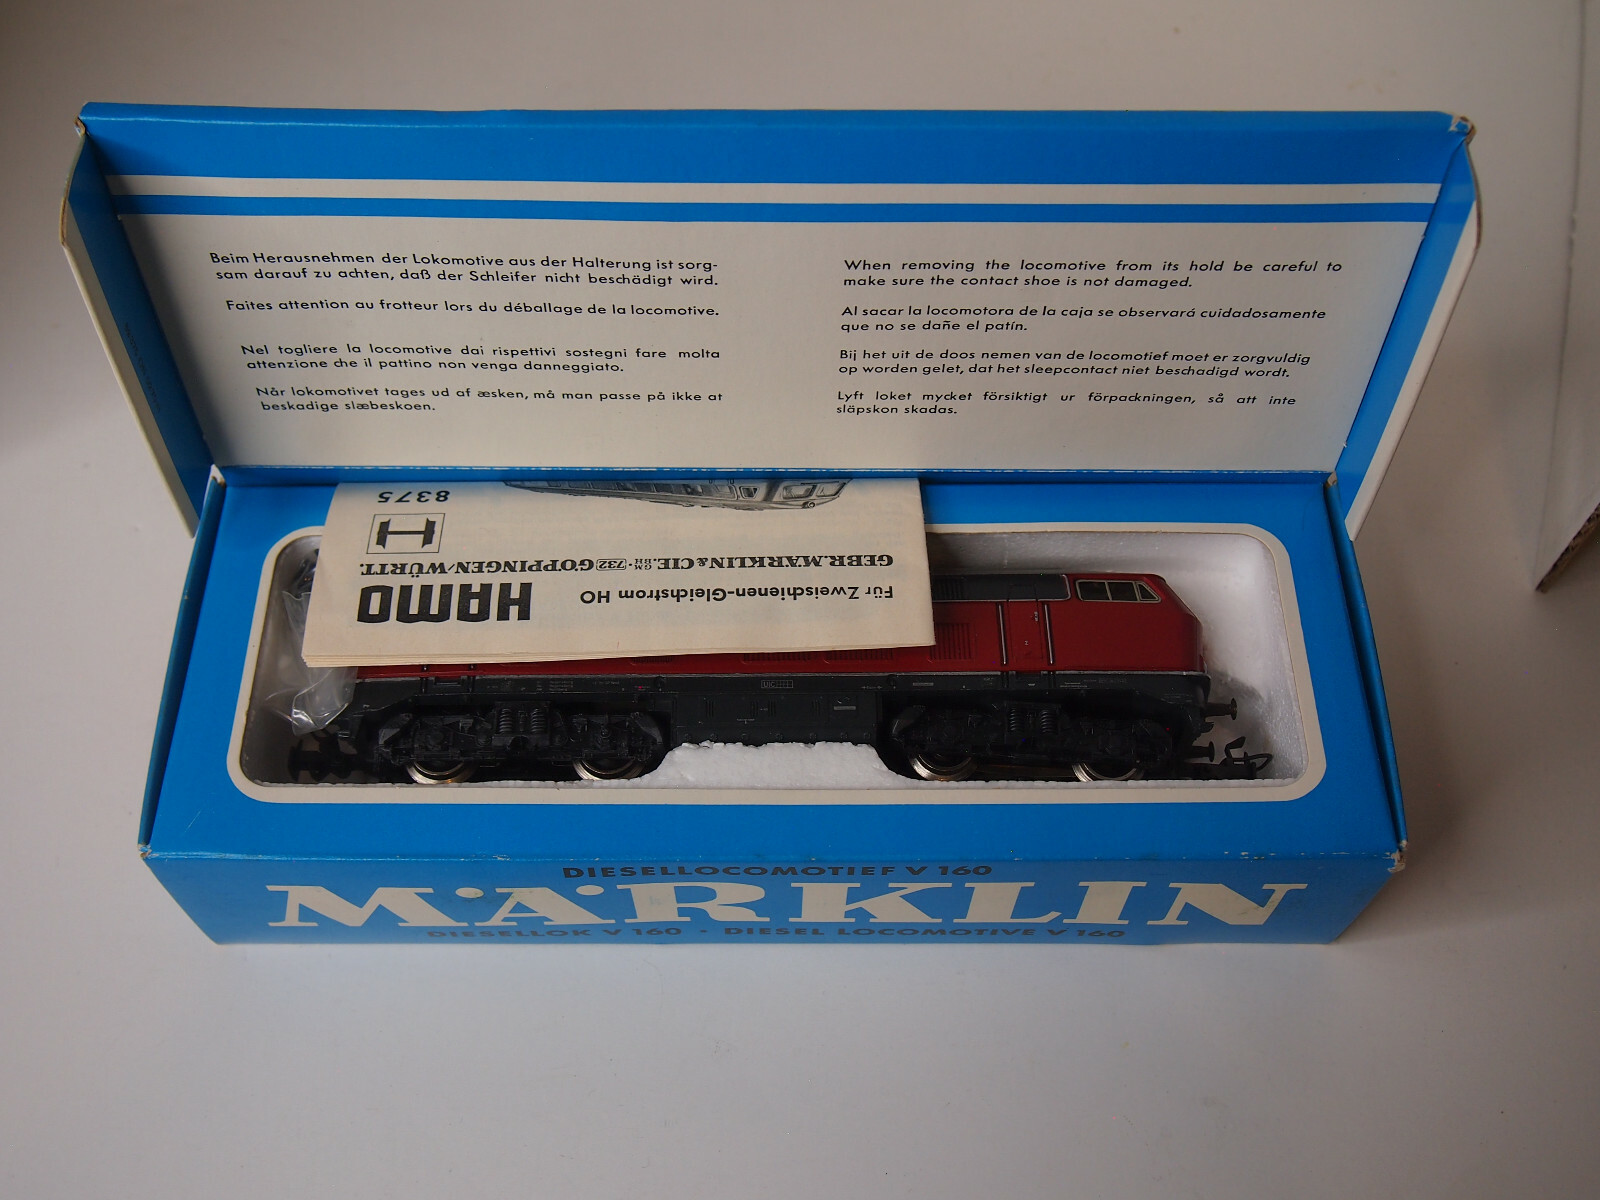 Beim Herausnehmen der Lokomotive aus der Halterung ist sorg-
sam darauf zu achten, daß der Schleifer nicht beschädigt wird.
Faites attention au frotteur lors du déballage de la locomotive.
Nel togliere la locomotive dai rispettivi sostegni fare molta
attenzione che il pattino non venga danneggiato.
Når lokomotivet tages ud af æsken, må man passe på ikke at
beskadige slæbeskoen.
When removing the locomotive from its hold be careful to
make sure the contact shoe is not damaged.
Al sacar la locomotora de la caja se observará cuidadosamente
que no se dañe el patín.
Bij het uit de doos nemen van de locomotief moet er zorgvuldig
op worden gelet, dat het sleepcontact niet beschadigd wordt.
Lyft loket mycket försiktigt ur förpackningen, så att inte
släpskon skadas.
HAMO
Für Zweischienen-Gleichstrom HO
GEBR. MÄRKLIN & CIE. GMBH · 732 GÖPPINGEN/WÜRTT.
H
8375
UIC
DIESELLOCOMOTIEF V 160
MÄRKLIN
DIESELLOK V 160 - DIESEL LOCOMOTIVE V 160